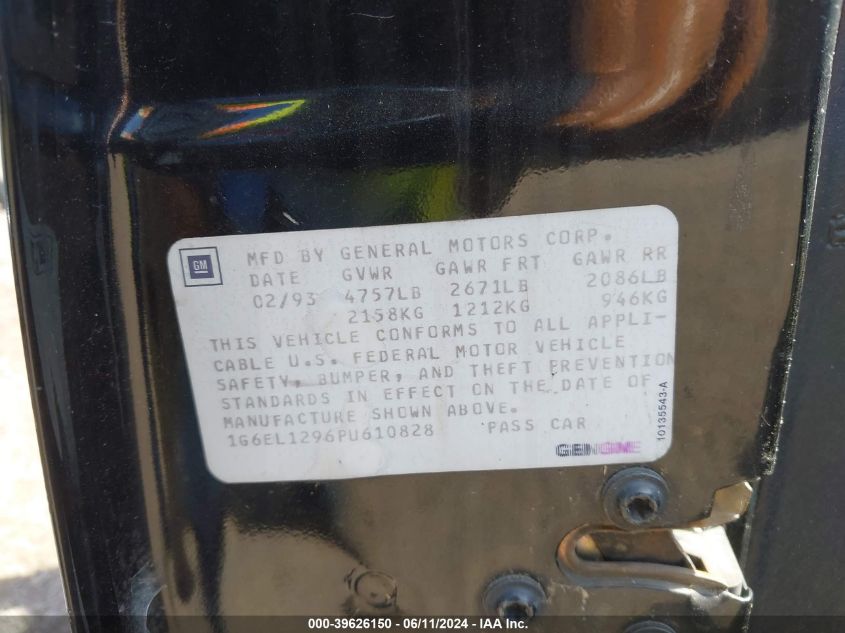 GM
MFD BY GENERAL MOTORS CORP.
DATE GVWR GAWR FRT GAWR RR
02/93 4757LB 2671LB 2086LB
2158KG 1212KG 946KG
THIS VEHICLE CONFORMS TO ALL APPLI-
CABLE U.S. FEDERAL MOTOR VEHICLE
SAFETY, BUMPER, AND THEFT PREVENTION
STANDARDS IN EFFECT ON THE DATE OF
MANUFACTURE SHOWN ABOVE.
1G6EL1296PU610828 PASS CAR
GENUINE
10135543-A
000-39626150 - 06/11/2024 - IAA Inc.